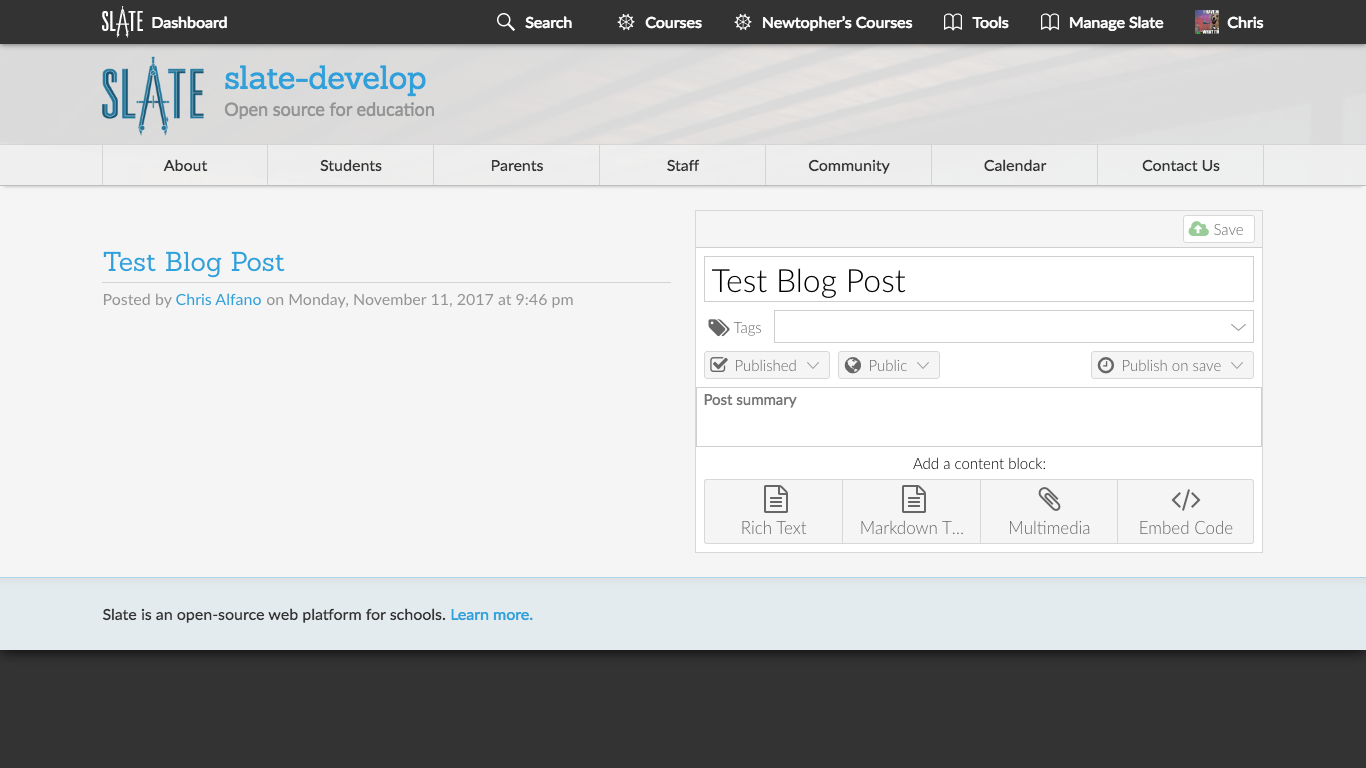 SLATE Dashboard Search Courses Newtopher's Courses Tools Manage Slate Chris
SLATE
slate-develop
Open source for education
About Students Parents Staff Community Calendar Contact Us
Test Blog Post
Posted by Chris Alfano on Monday, November 11, 2017 at 9:46 pm
Save
Test Blog Post
Tags
Published Public Publish on save
Post summary
Add a content block:
Rich Text Markdown T... Multimedia Embed Code
Slate is an open-source web platform for schools. Learn more.